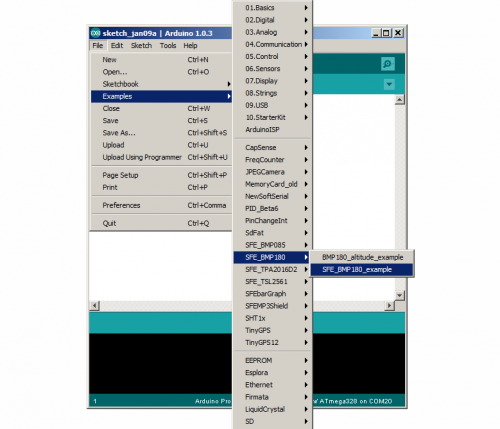 sketch_jan09a | Arduino 1.0.3
File Edit Sketch Tools Help
New Ctrl+N
Open... Ctrl+O
Sketchbook
Examples
Close Ctrl+W
Save Ctrl+S
Save As... Ctrl+Shift+S
Upload Ctrl+U
Upload Using Programmer Ctrl+Shift+U
Page Setup Ctrl+Shift+P
Print Ctrl+P
Preferences Ctrl+Comma
Quit Ctrl+Q
01.Basics
02.Digital
03.Analog
04.Communication
05.Control
06.Sensors
07.Display
08.Strings
09.USB
10.StarterKit
ArduinoISP
CapSense
FreqCounter
JPEGCamera
MemoryCard_old
NewSoftSerial
PID_Beta6
PinChangeInt
SdFat
SFE_BMP085
SFE_BMP180
SFE_TPA2016D2
SFE_TSL2561
SFEbarGraph
SFEMP3Shield
SHT1x
TinyGPS
TinyGPS12
EEPROM
Esplora
Ethernet
Firmata
LiquidCrystal
SD
BMP180_altitude_example
SFE_BMP180_example
1 Arduino Pro
ATmega328 on COM20